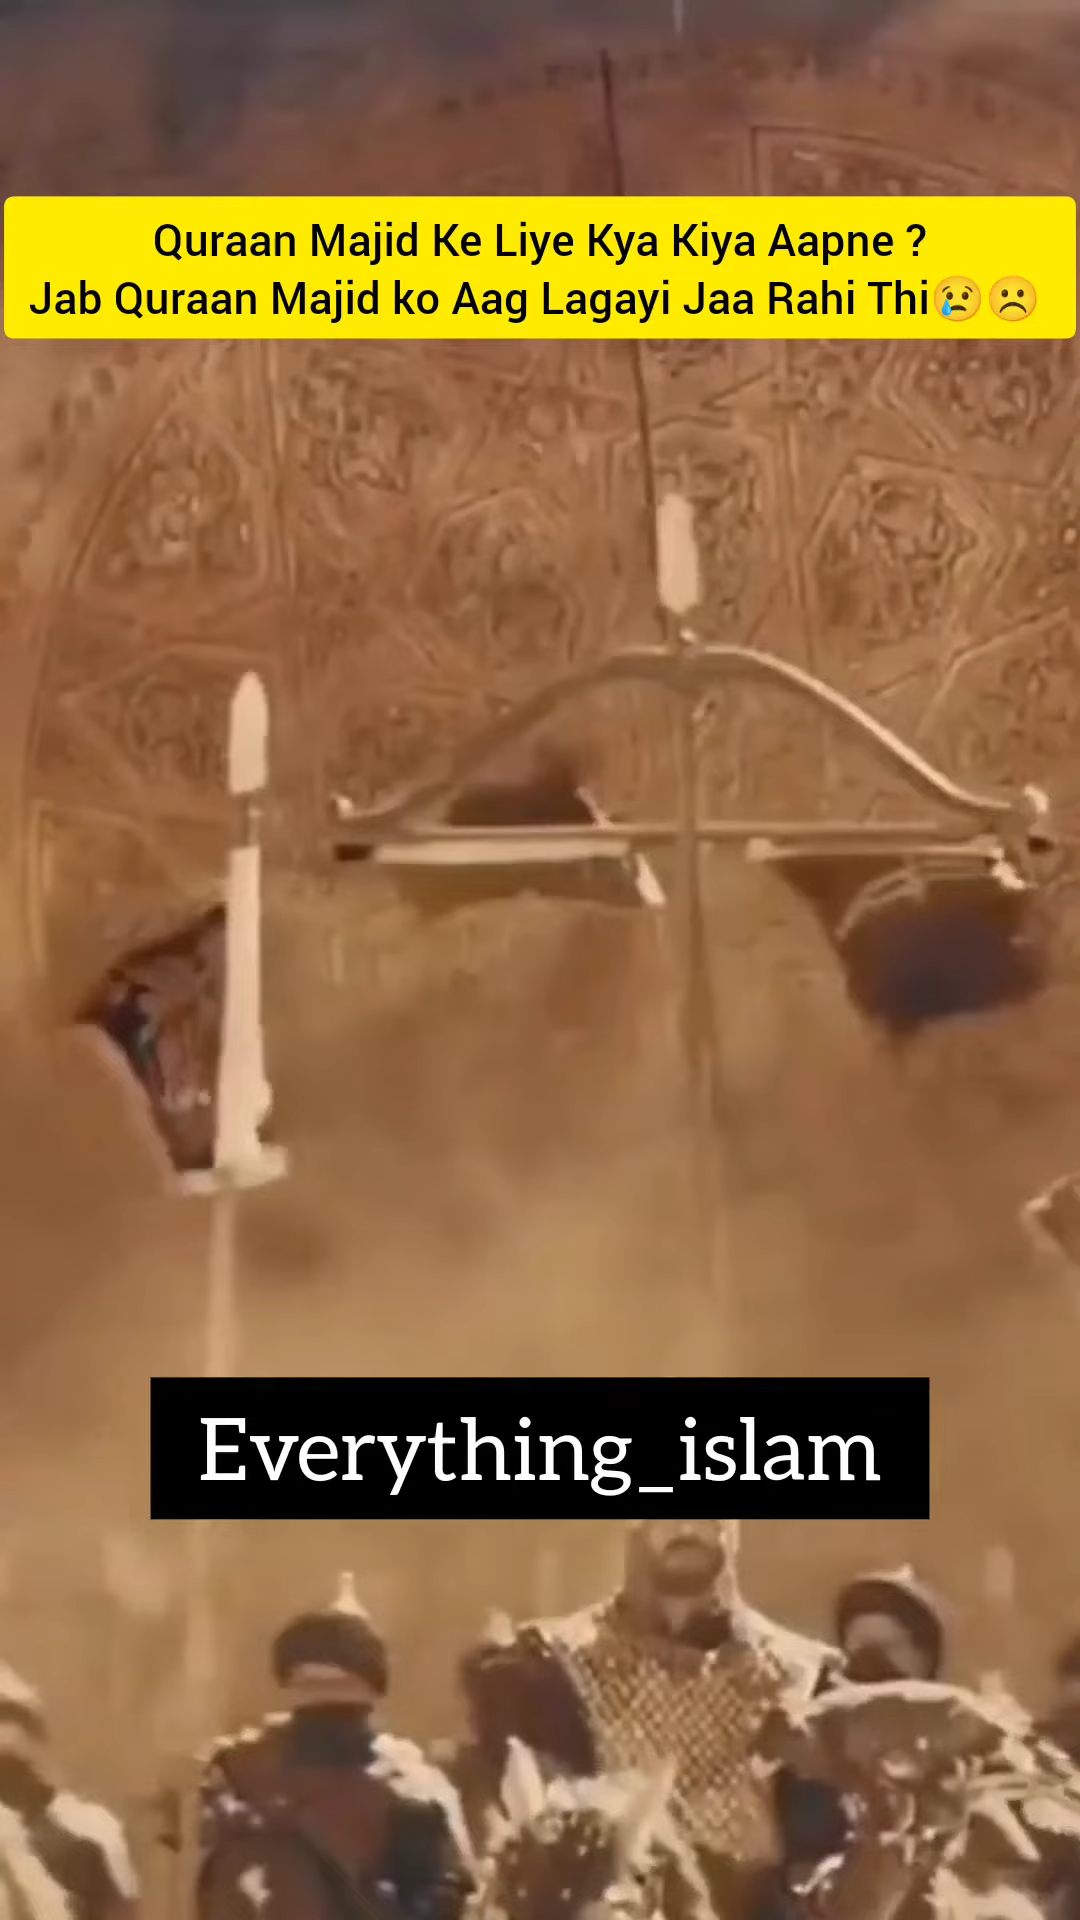 Quraan Majid Ke Liye Kya Kiya Aapne ?
Jab Quraan Majid ko Aag Lagayi Jaa Rahi Thi😢☹️
Everything_islam